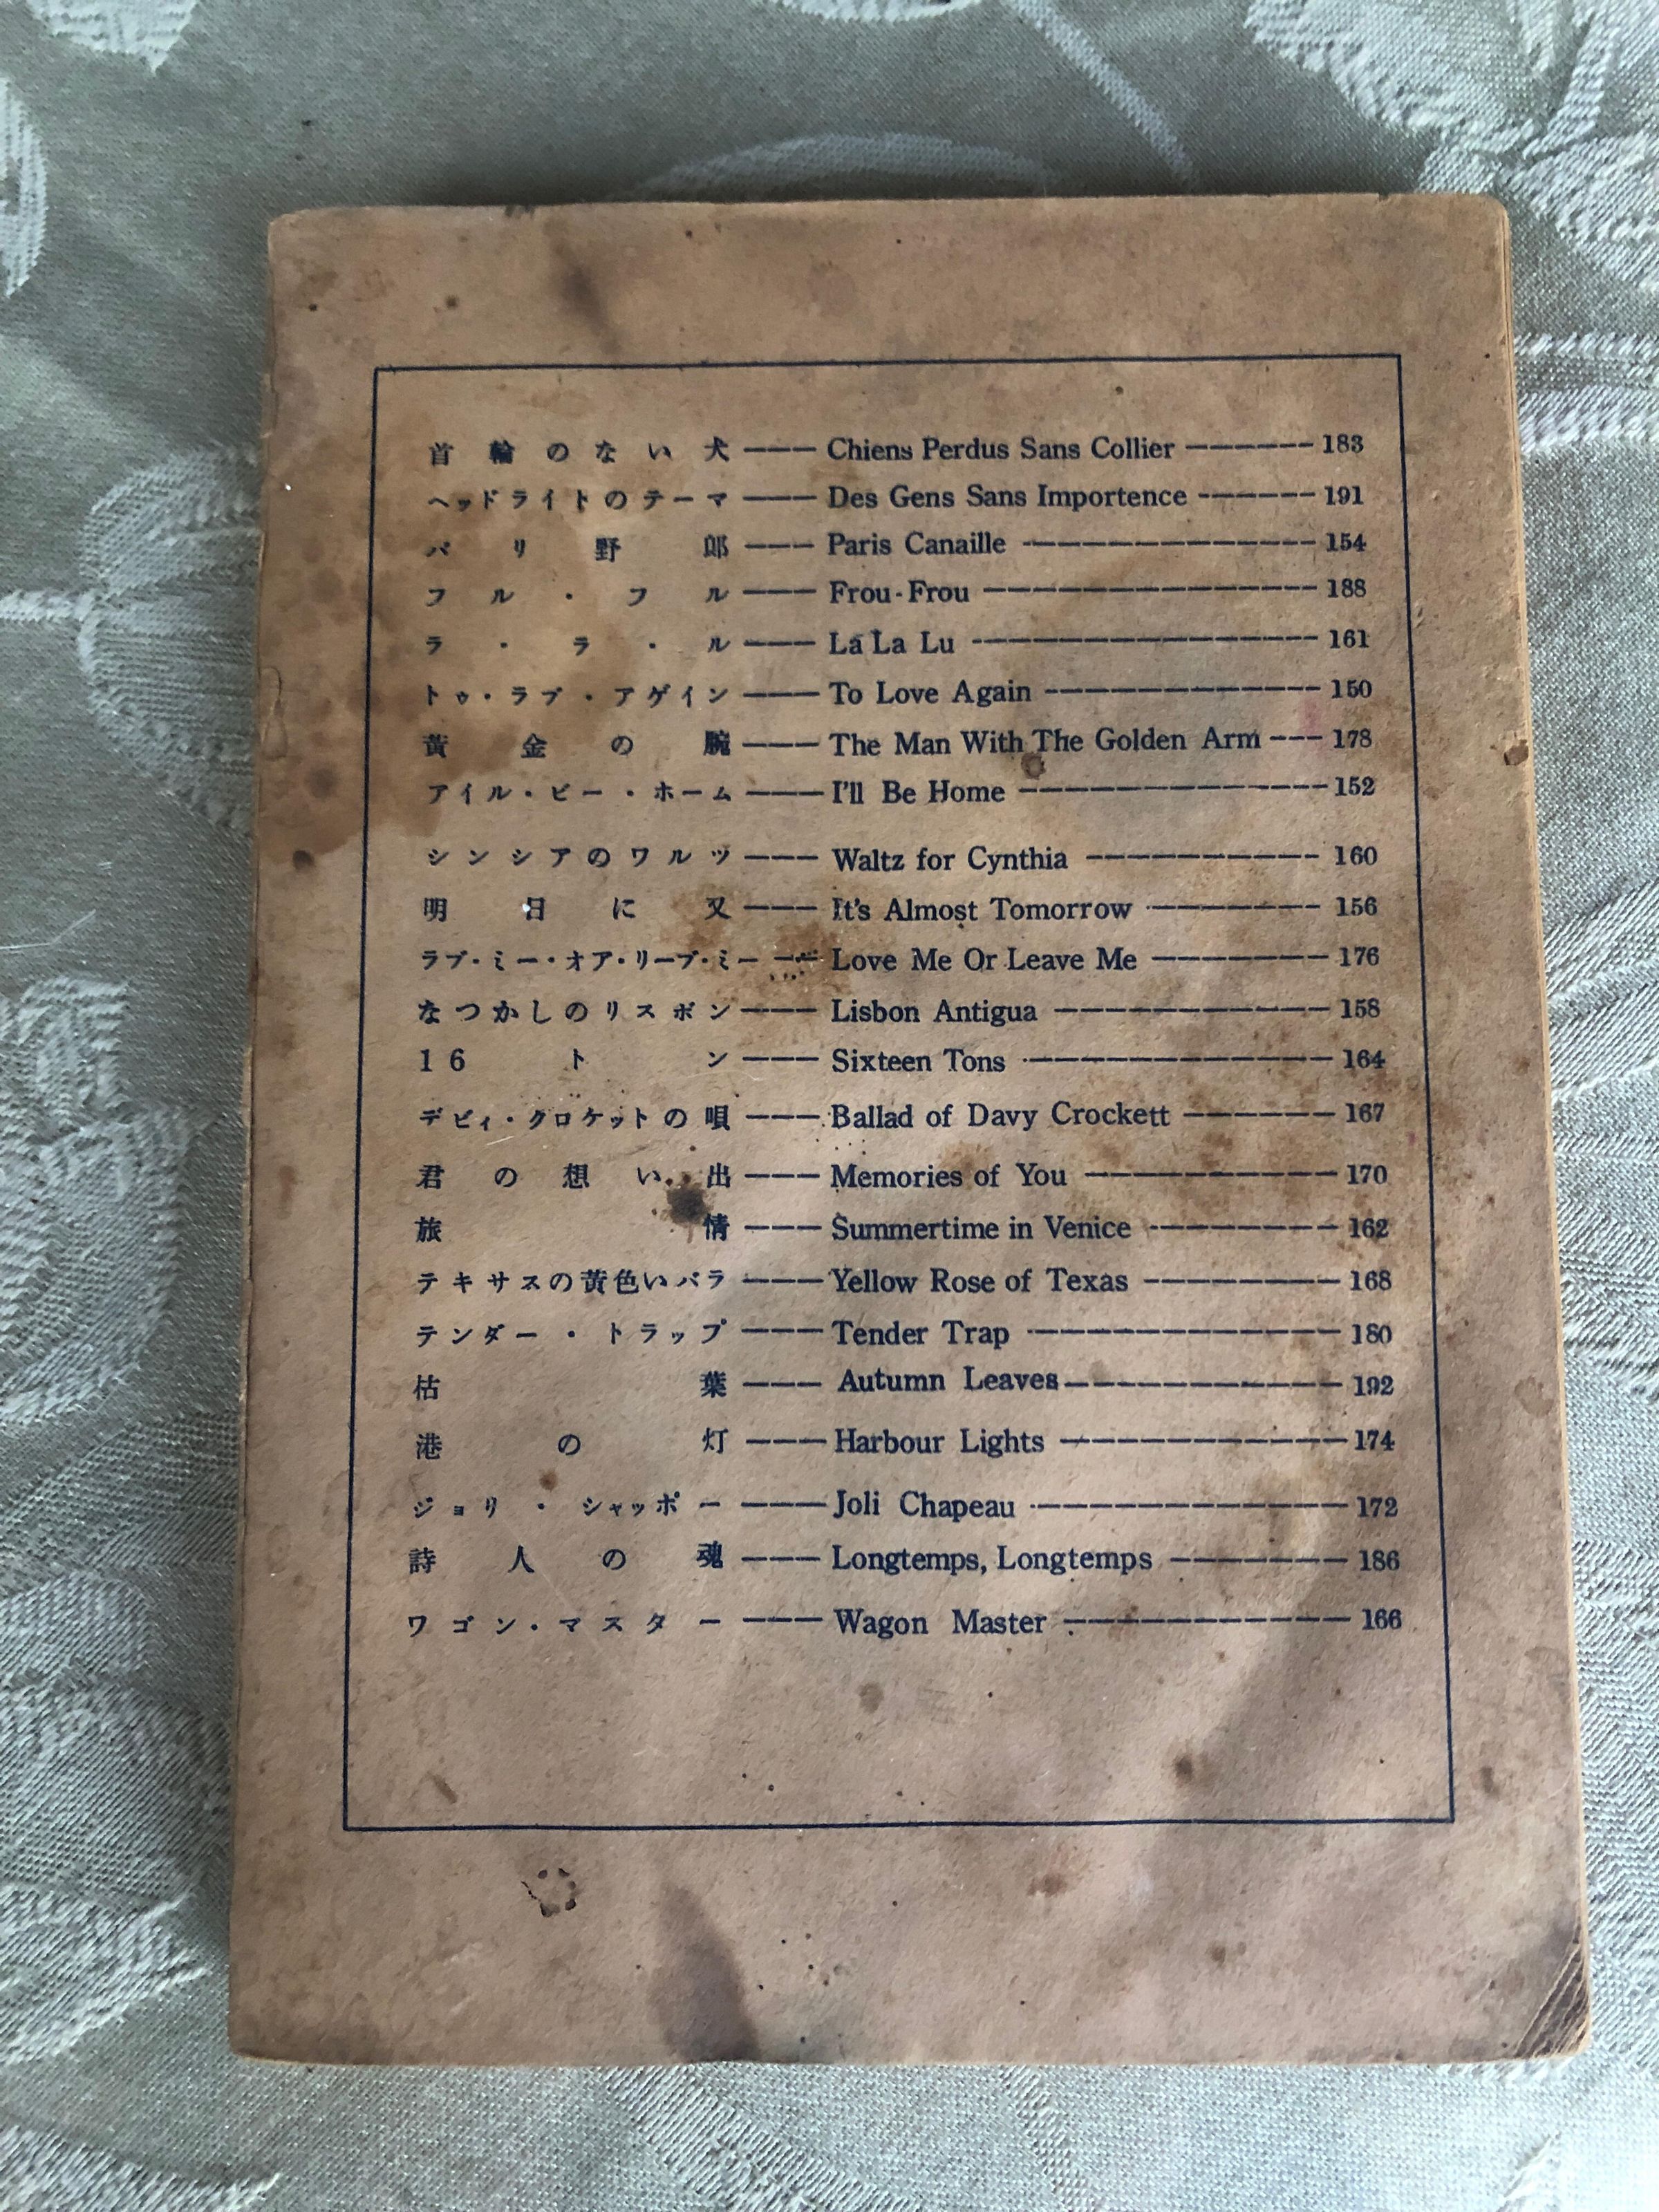 首輪のない犬 ——— Chiens Perdus Sans Collier —————— 183
ヘッドライトのテーマ ——— Des Gens Sans Importence —————— 191
パリ野郎 ——— Paris Canaille ———————————— 154
フル・フル ——— Frou-Frou —————————————— 188
ラ・ラ・ル ——— La La Lu —————————————— 161
トゥ・ラブ・アゲイン ——— To Love Again ———————————— 150
黃金の腕 ——— The Man With The Golden Arm ——— 178
アイル・ビー・ホーム ——— I'll Be Home ————————————— 152
シンシアのワルツ ——— Waltz for Cynthia —————————— 160
明日に又 ——— It's Almost Tomorrow ———————— 156
ラブ・ミー・オア・リーブ・ミー —— Love Me Or Leave Me ———————— 176
なつかしのリスボン ——— Lisbon Antigua ———————————— 158
16トン ——— Sixteen Tons ————————————— 164
デビィ・クロケットの唄 ——— Ballad of Davy Crockett —————— 167
君の想い出 ——— Memories of You ——————————— 170
旅情 ——— Summertime in Venice ———————— 162
テキサスの黄色いバラ ——— Yellow Rose of Texas ———————— 168
テンダー・トラップ ——— Tender Trap ————————————— 180
枯葉 ——— Autumn Leaves ———————————— 192
港の灯 ——— Harbour Lights ———————————— 174
ジョリ・シャッポー ——— Joli Chapeau ————————————— 172
詩人の魂 ——— Longtemps, Longtemps ——————— 186
ワゴン・マスター ——— Wagon Master ———————————— 166